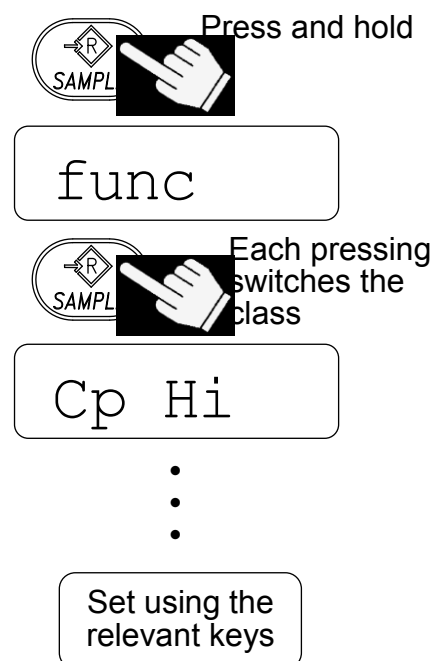 Press and hold
R
SAMPL
func
Each pressing
switches the
class
R
SAMPL
Cp Hi
Set using the
relevant keys